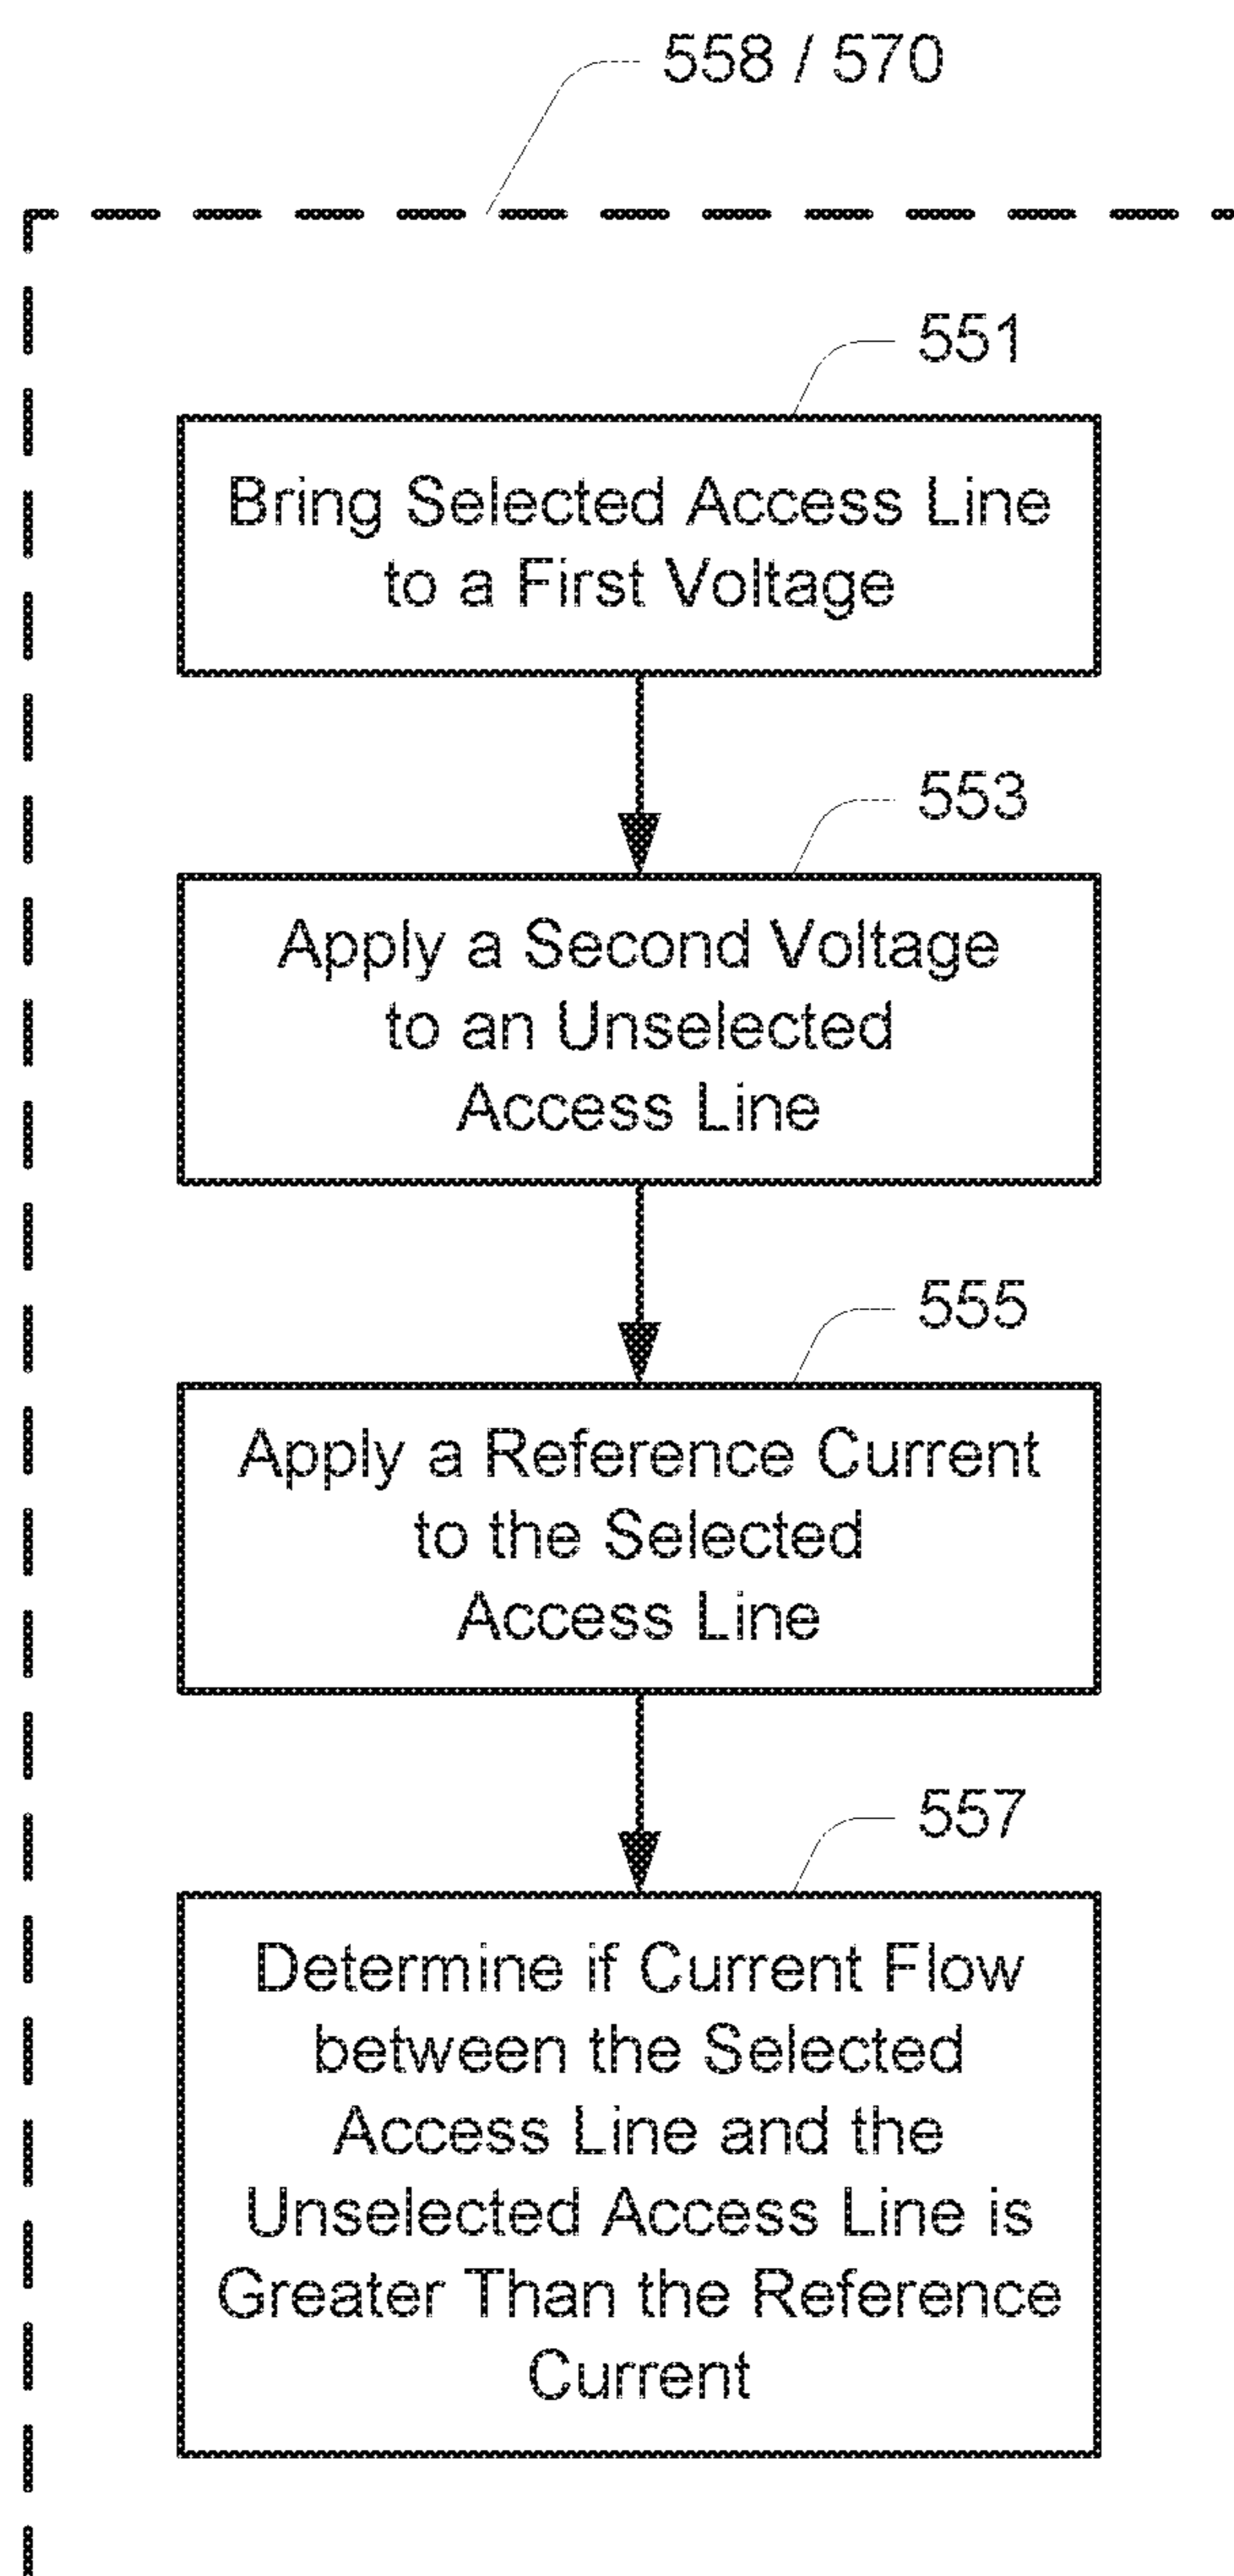 558 / 570
551
Bring Selected Access Line
to a First Voltage
553
Apply a Second Voltage
to an Unselected
Access Line
555
Apply a Reference Current
to the Selected
Access Line
557
Determine if Current Flow
between the Selected
Access Line and the
Unselected Access Line is
Greater Than the Reference
Current